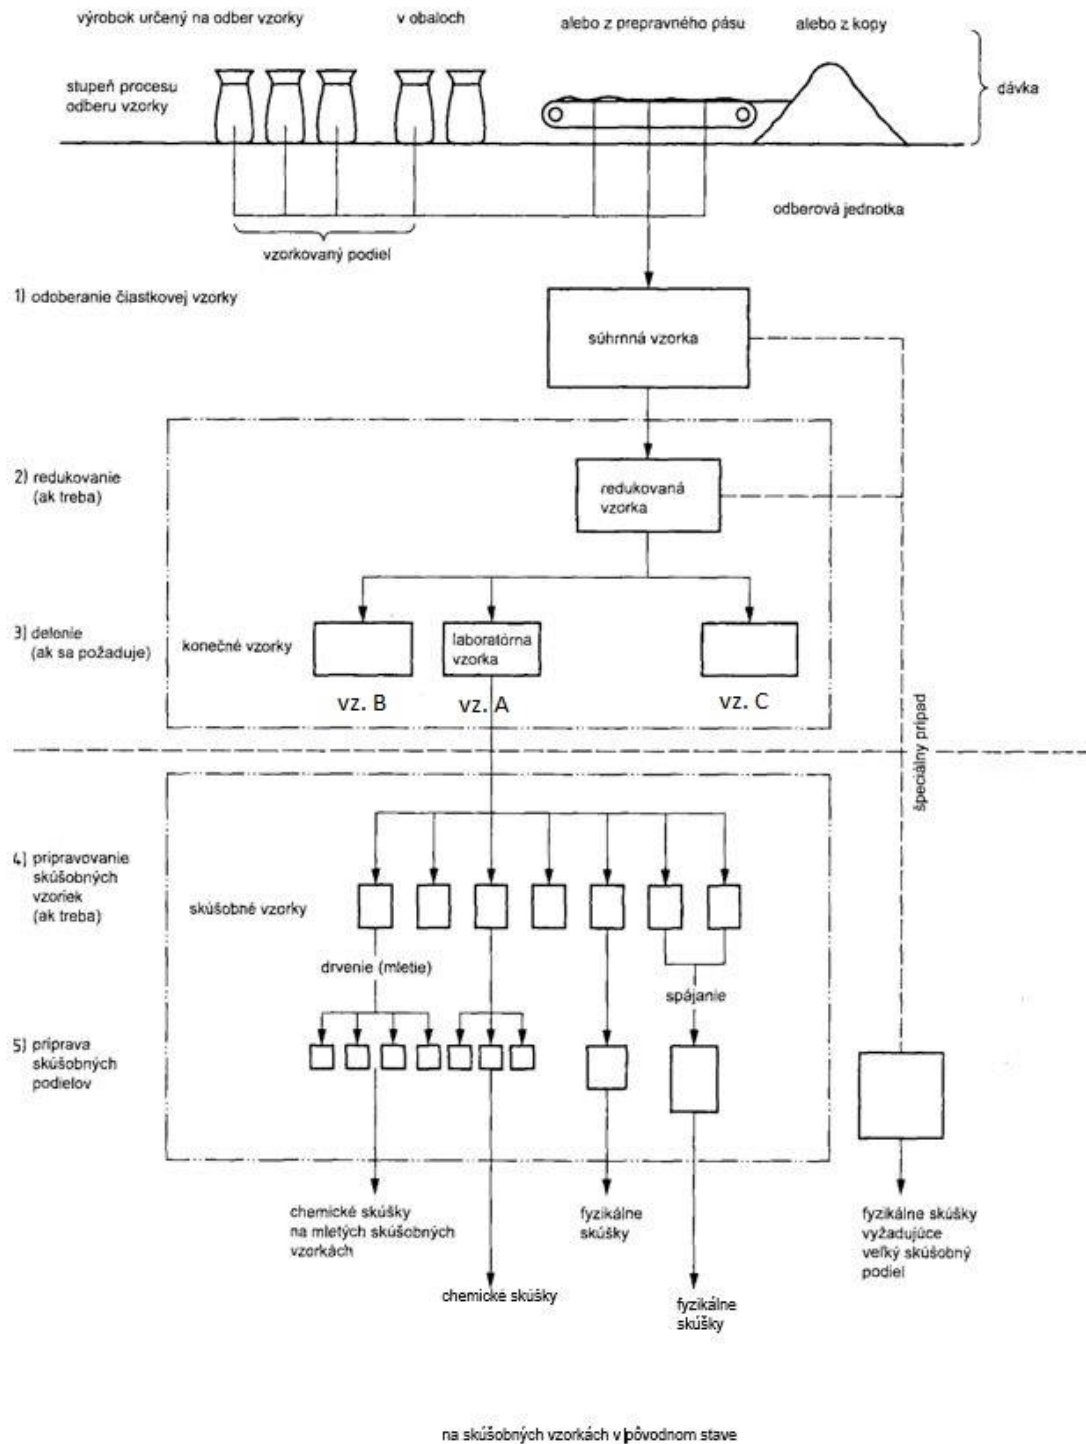 výrobok určený na odber vzorky
v obaloch
alebo z prepravného pásu
alebo z kopy
stupeň procesu
odberu vzorky
dávka
odberová jednotka
vzorkovaný podiel
1) odoberanie čiastkovej vzorky
súhrnná vzorka
2) redukovanie
(ak treba)
redukovaná
vzorka
3) delenie
(ak sa požaduje)
konečné vzorky
laboratórna
vzorka
vz. B
vz. A
vz. C
špeciálny prípad
4) pripravovanie
skúšobných
vzoriek
(ak treba)
skúšobné vzorky
drvenie (mletie)
spájanie
5) príprava
skúšobných
podielov
chemické skúšky
na mletých skúšobných
vzorkách
fyzikálne
skúšky
fyzikálne skúšky
vyžadujúce
veľký skúšobný
podiel
chemické skúšky
fyzikálne
skúšky
na skúšobných vzorkách v pôvodnom stave